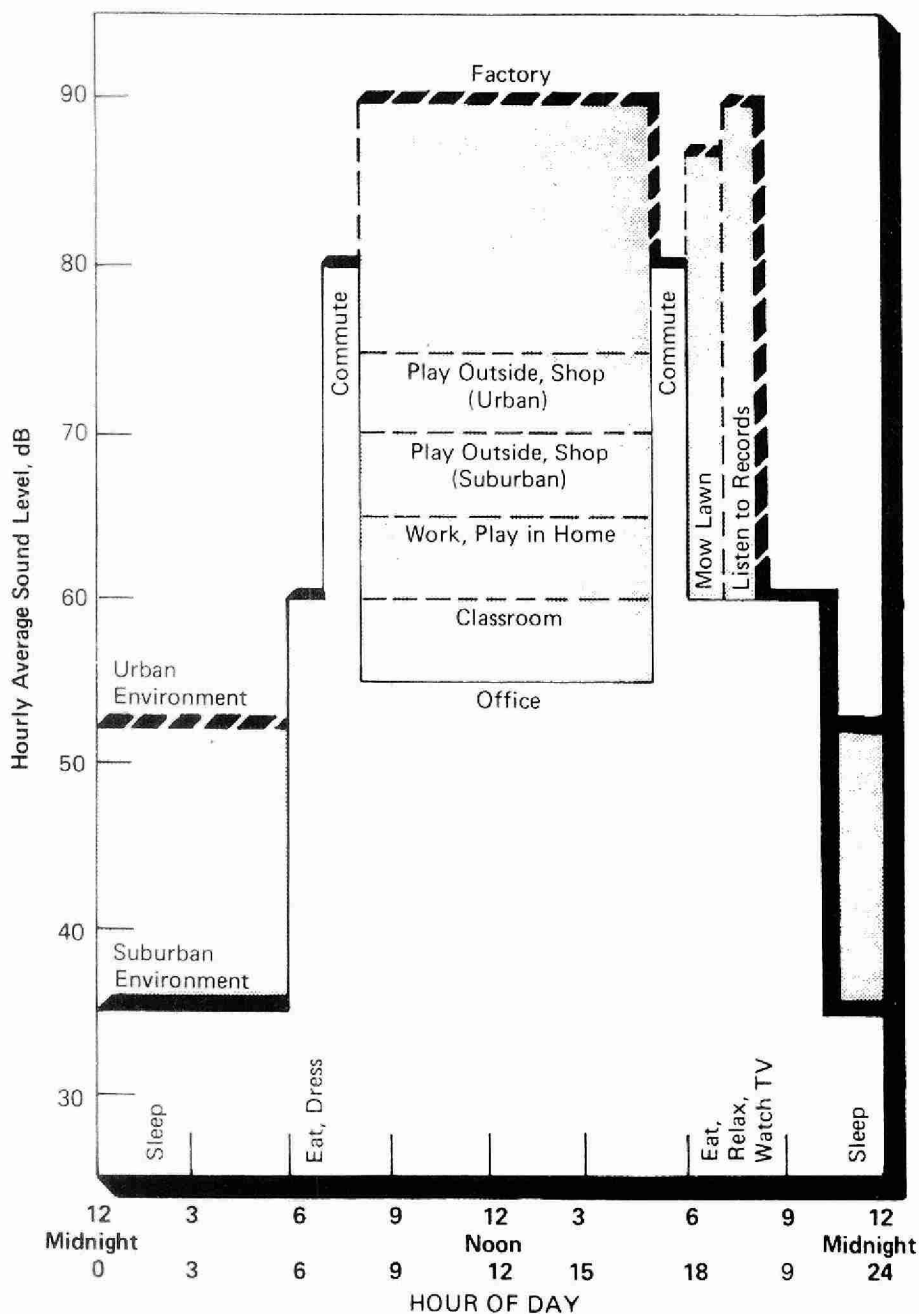 Factory
90
80
Commute
Commute
Play Outside, Shop
(Urban)
70
Play Outside, Shop
(Suburban)
Mow Lawn
Listen to Records
Work, Play in Home
60
Classroom
Hourly Average Sound Level, dB
Urban
Environment
Office
50
40
Suburban
Environment
30
Sleep
Eat, Dress
Eat,
Relax,
Watch TV
Sleep
12 3 6 9 12 3 6 9 12
Midnight Noon Midnight
0 3 6 9 12 15 18 9 24
HOUR OF DAY